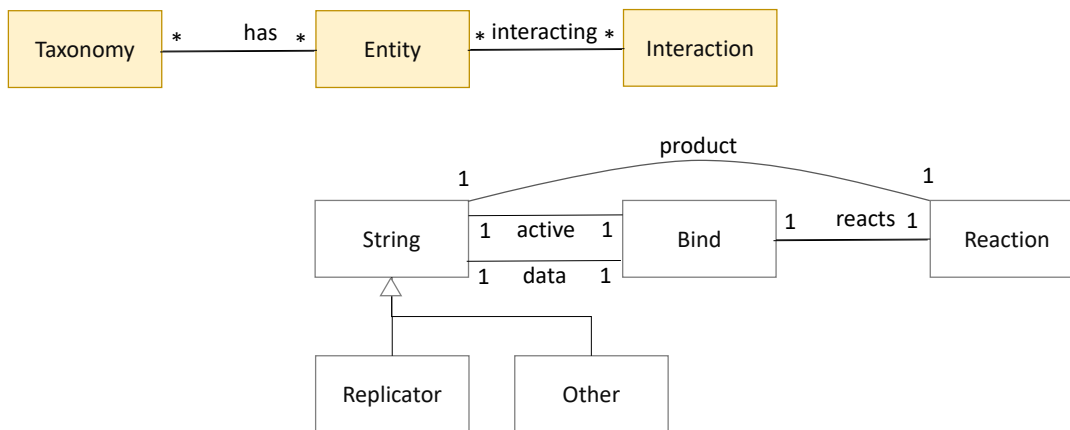 Taxonomy * has * Entity * interacting * Interaction
product
1 1
String 1 active 1 Bind 1 reacts 1 Reaction
1 data 1
Replicator Other